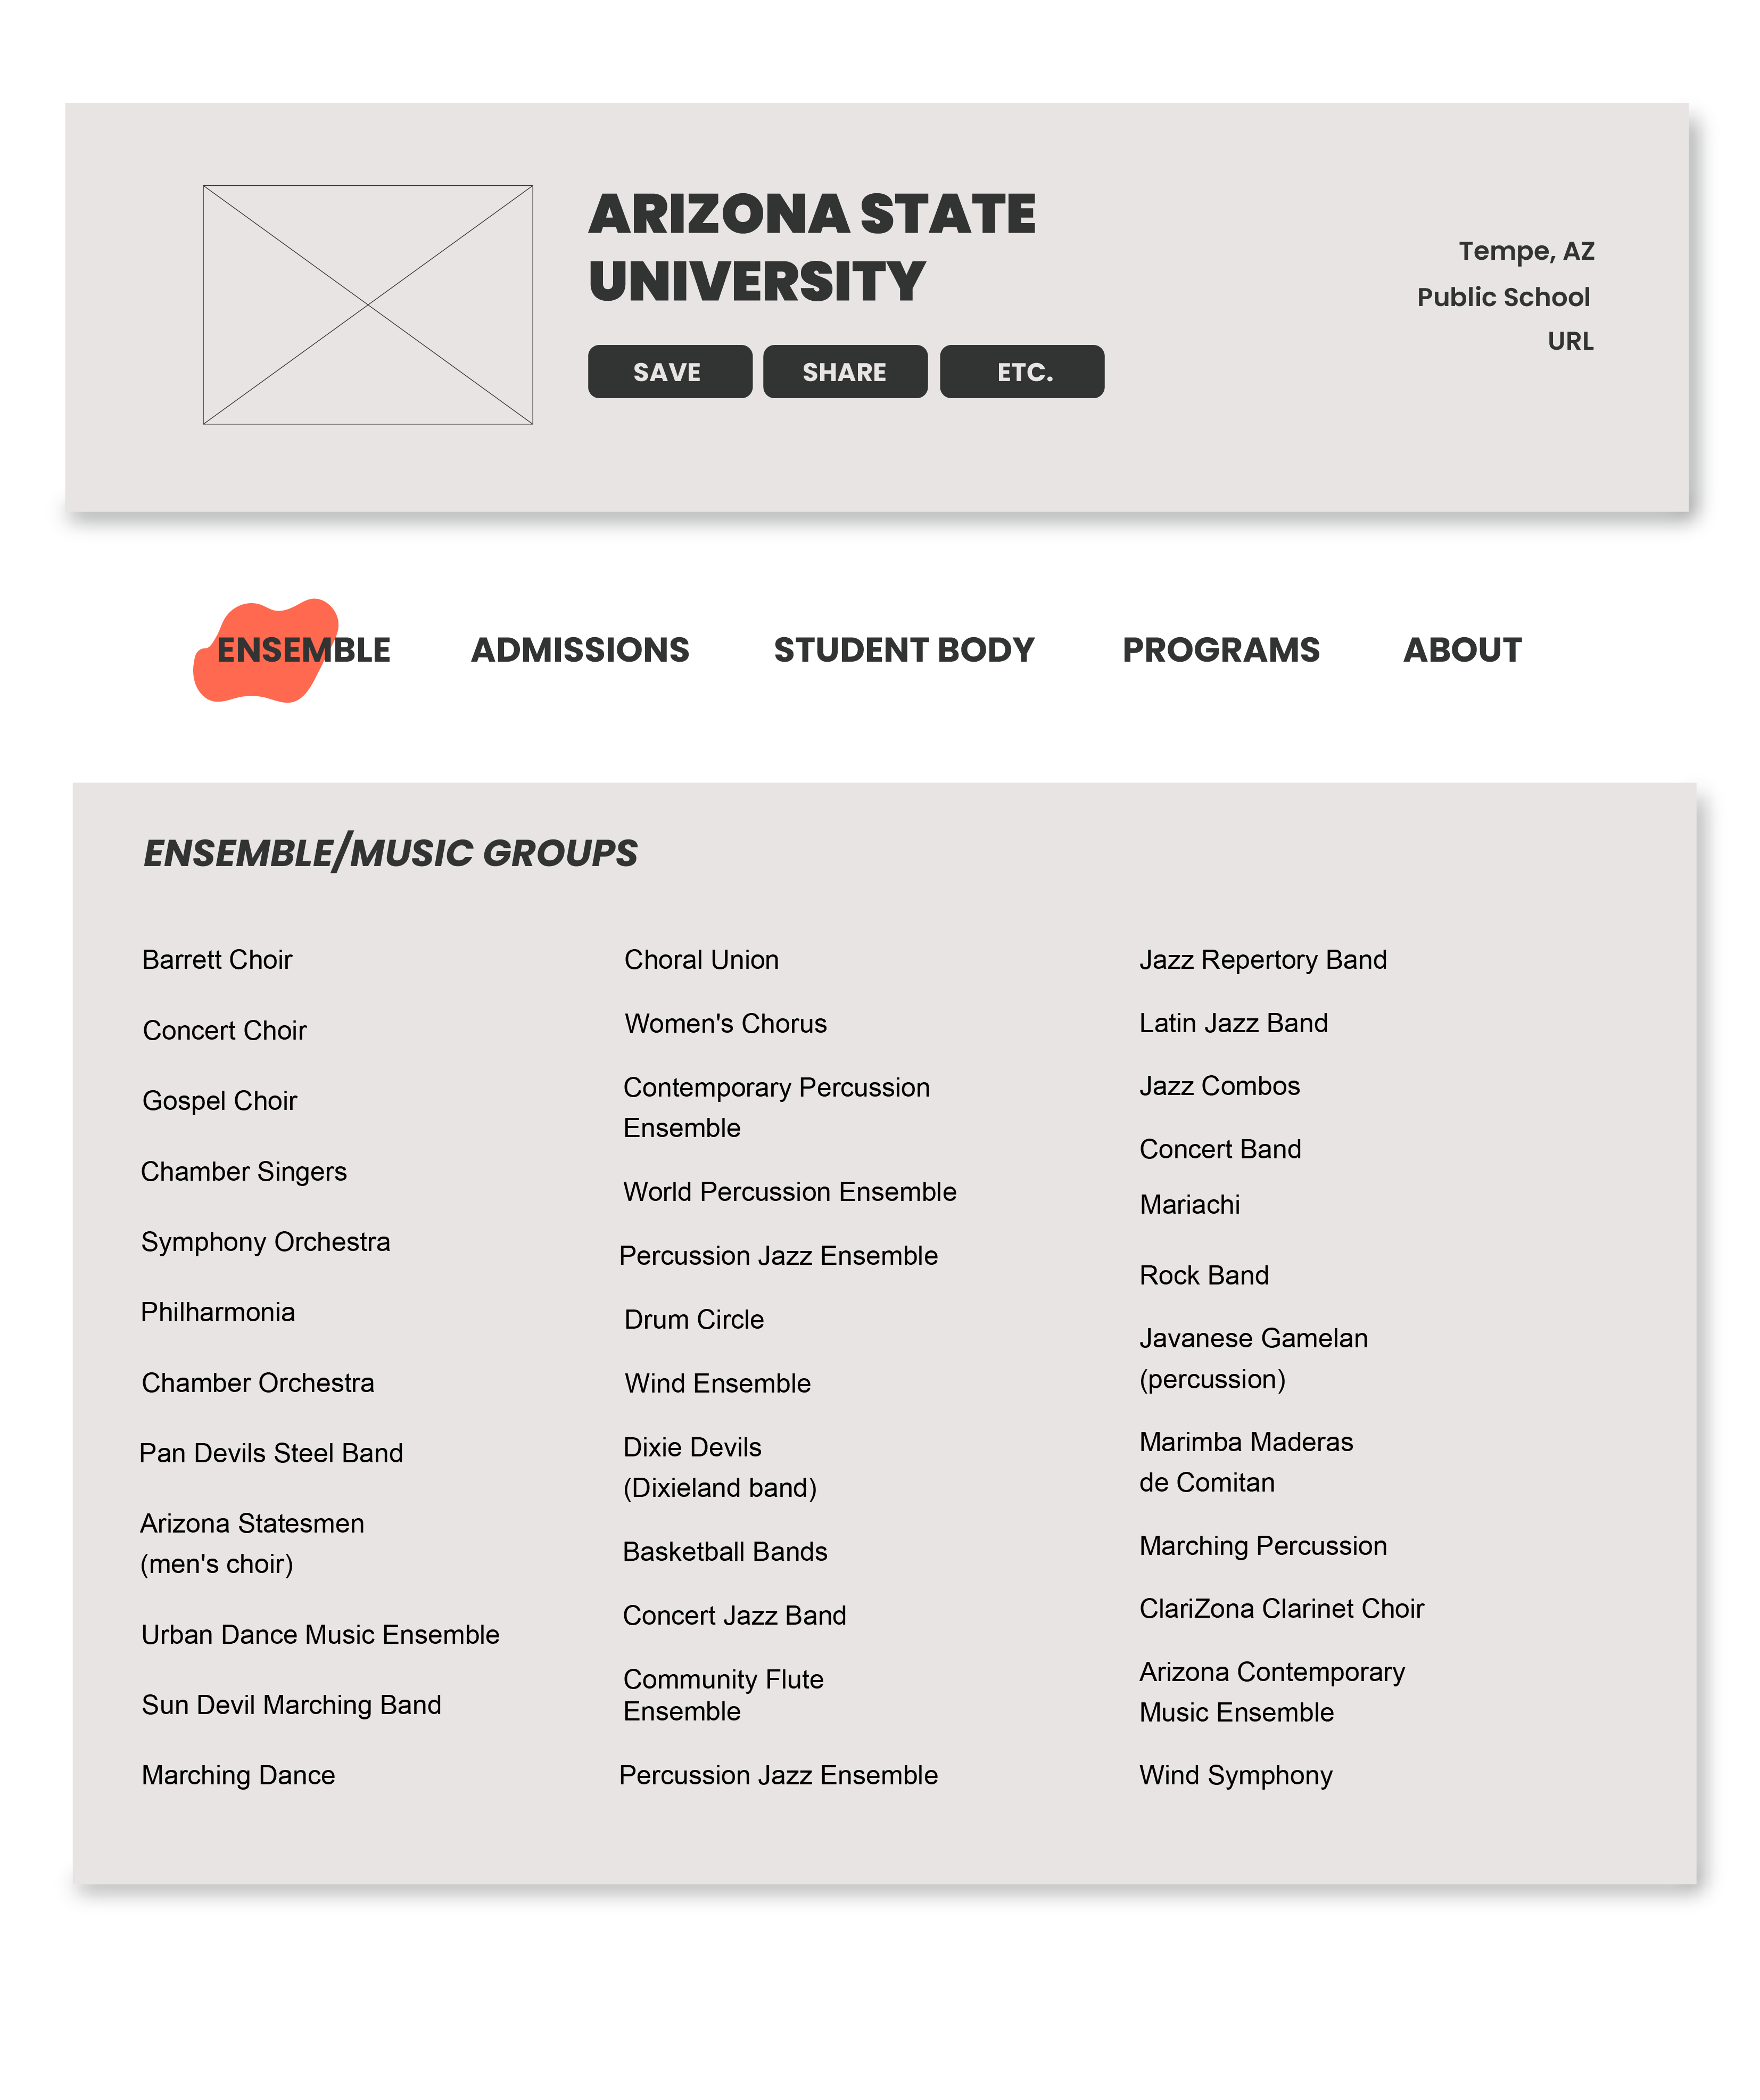 ARIZONA STATE
UNIVERSITY
SAVE
SHARE
ETC.
Tempe, AZ
Public School
URL
ENSEMBLE
ADMISSIONS
STUDENT BODY
PROGRAMS
ABOUT
ENSEMBLE/MUSIC GROUPS
Barrett Choir
Concert Choir
Gospel Choir
Chamber Singers
Symphony Orchestra
Philharmonia
Chamber Orchestra
Pan Devils Steel Band
Arizona Statesmen
(men's choir)
Urban Dance Music Ensemble
Sun Devil Marching Band
Marching Dance
Choral Union
Women's Chorus
Contemporary Percussion
Ensemble
World Percussion Ensemble
Percussion Jazz Ensemble
Drum Circle
Wind Ensemble
Dixie Devils
(Dixieland band)
Basketball Bands
Concert Jazz Band
Community Flute
Ensemble
Percussion Jazz Ensemble
Jazz Repertory Band
Latin Jazz Band
Jazz Combos
Concert Band
Mariachi
Rock Band
Javanese Gamelan
(percussion)
Marimba Maderas
de Comitan
Marching Percussion
ClariZona Clarinet Choir
Arizona Contemporary
Music Ensemble
Wind Symphony